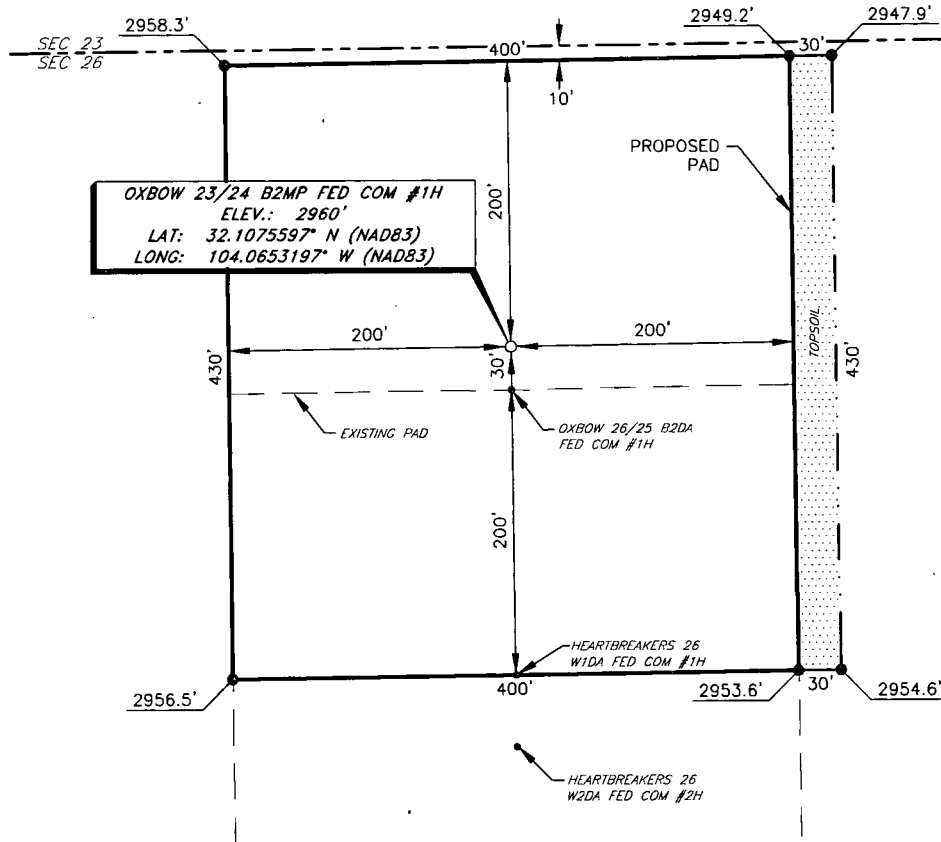 2958.3'
2949.2'
2947.9'
SEC 23
SEC 26
400'
30'
10'
PROPOSED
PAD
200'
OXBOW 23/24 B2MP FED COM #1H
ELEV.: 2960'
LAT: 32.1075597° N (NAD83)
LONG: 104.0653197° W (NAD83)
200'
200'
TOPSOIL
430'
30'
430'
EXISTING PAD
OXBOW 26/25 B2DA
FED COM #1H
200'
HEARTBREAKERS 26
W1DA FED COM #1H
400'
2956.5'
2953.6'
30'
2954.6'
HEARTBREAKERS 26
W2DA FED COM #2H